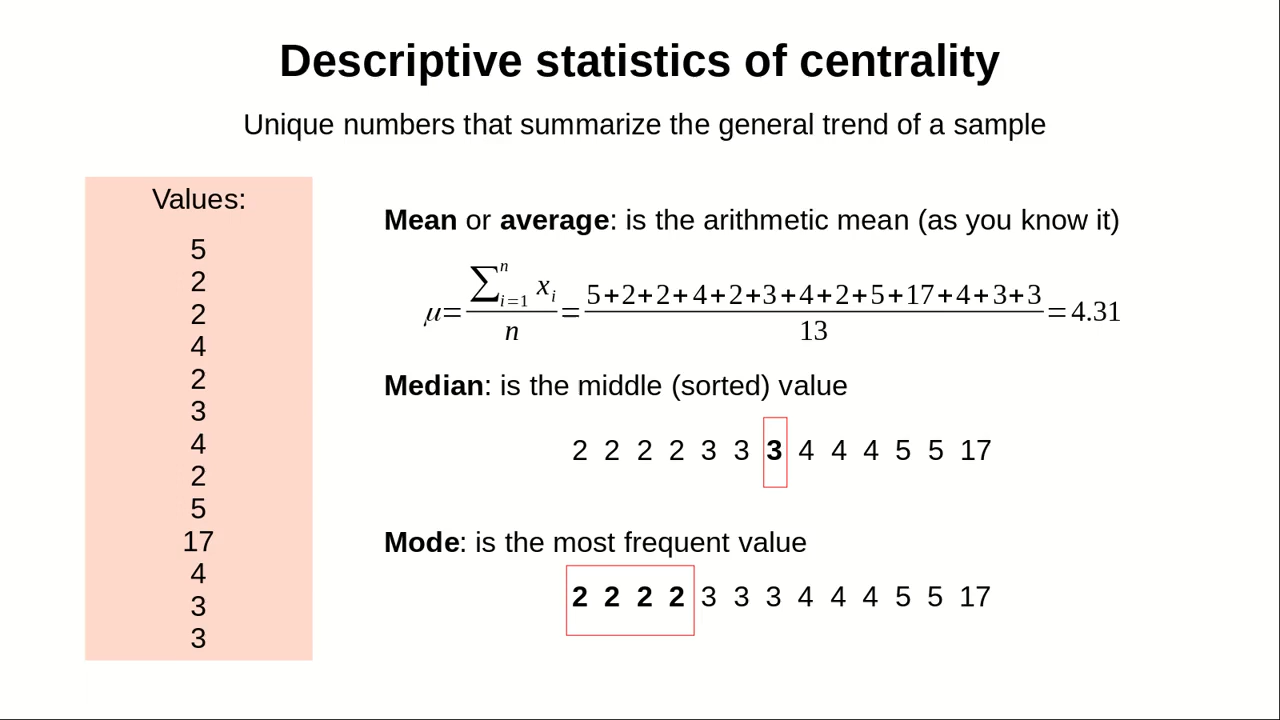 Descriptive statistics of centrality
Unique numbers that summarize the general trend of a sample
Values:
5
2
2
4
2
3
4
2
5
17
4
3
3
Mean or average: is the arithmetic mean (as you know it)
μ = \frac{\sum_{i=1}^{n} x_i}{n} = \frac{5+2+2+4+2+3+4+2+5+17+4+3+3}{13} = 4.31
Median: is the middle (sorted) value
2 2 2 2 3 3 3 4 4 4 5 5 17
Mode: is the most frequent value
2 2 2 2 3 3 3 4 4 4 5 5 17